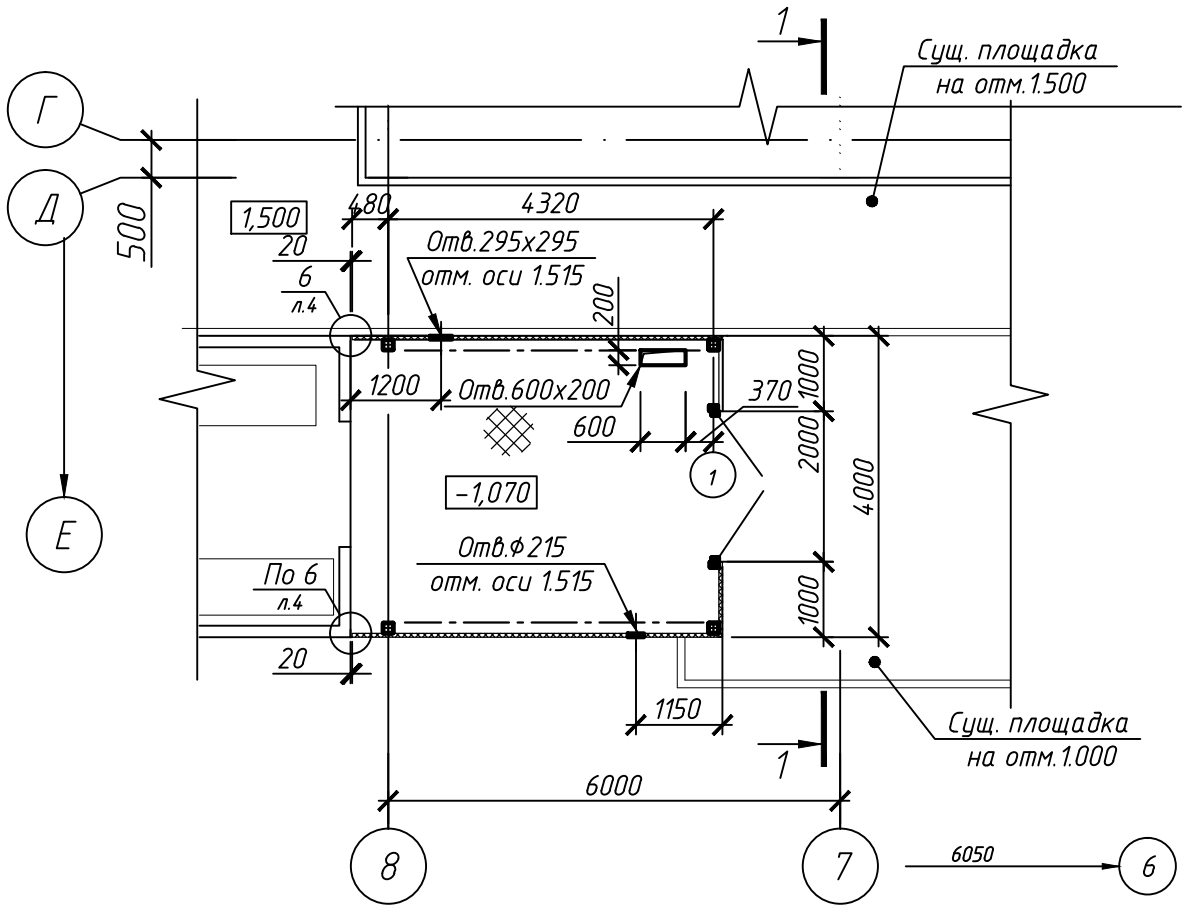 1
Сущ. площадка
на отм.1.500
Г
Д
500
1,500
480
4320
20
Отв.295х295
отм. оси 1.515
6
л.4
200
1200
Отв.600х200
370
600
1
1000
2000
4000
1000
-1,070
Е
Отв.Ф215
отм. оси 1.515
По 6
л.4
20
1150
Сущ. площадка
на отм.1.000
1
6000
8
7
6050
6